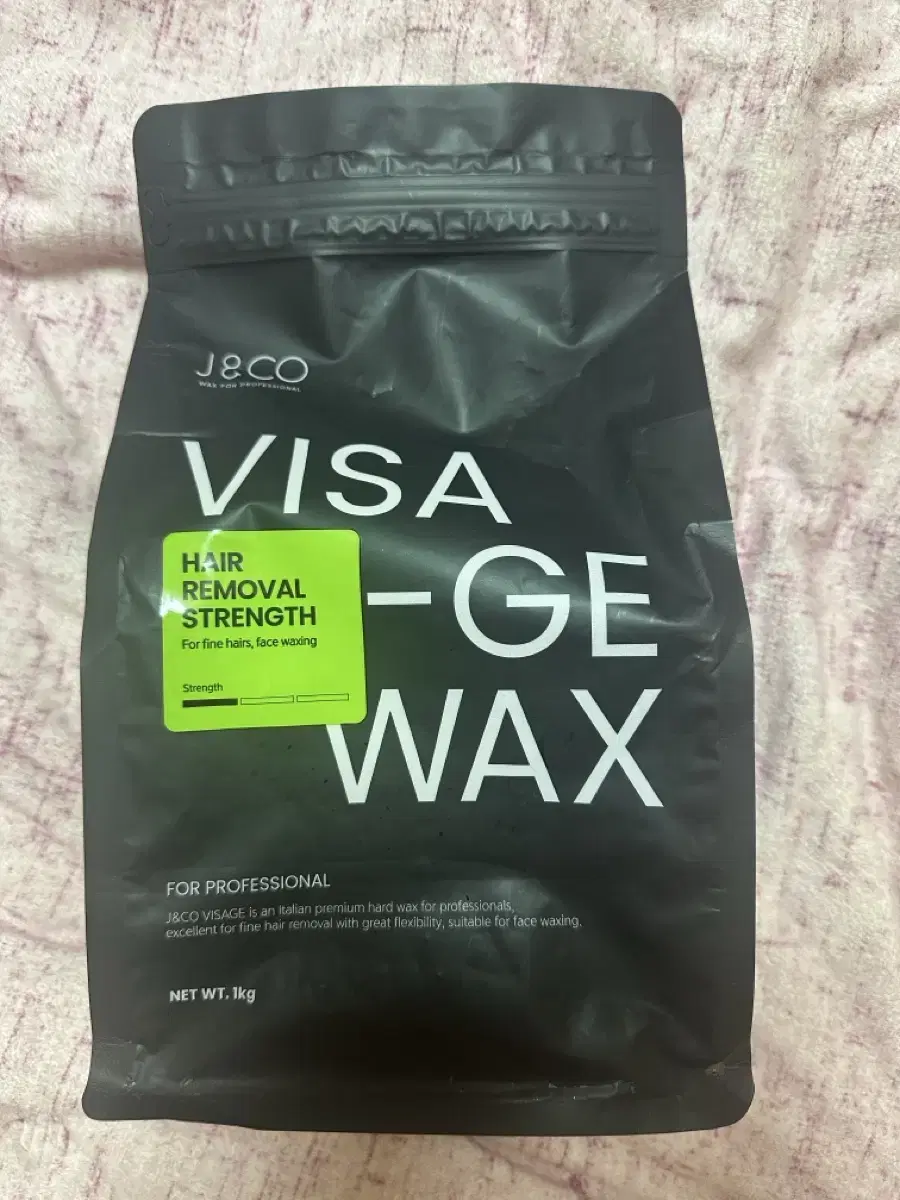 J&CO
WAX FOR PROFESSIONAL
VISA
-GE
WAX
HAIR
REMOVAL
STRENGTH
For fine hairs, face waxing
Strength
FOR PROFESSIONAL
J&CO VISAGE is an Italian premium hard wax for professionals,
excellent for fine hair removal with great flexibility, suitable for face waxing.
NET WT. 1kg